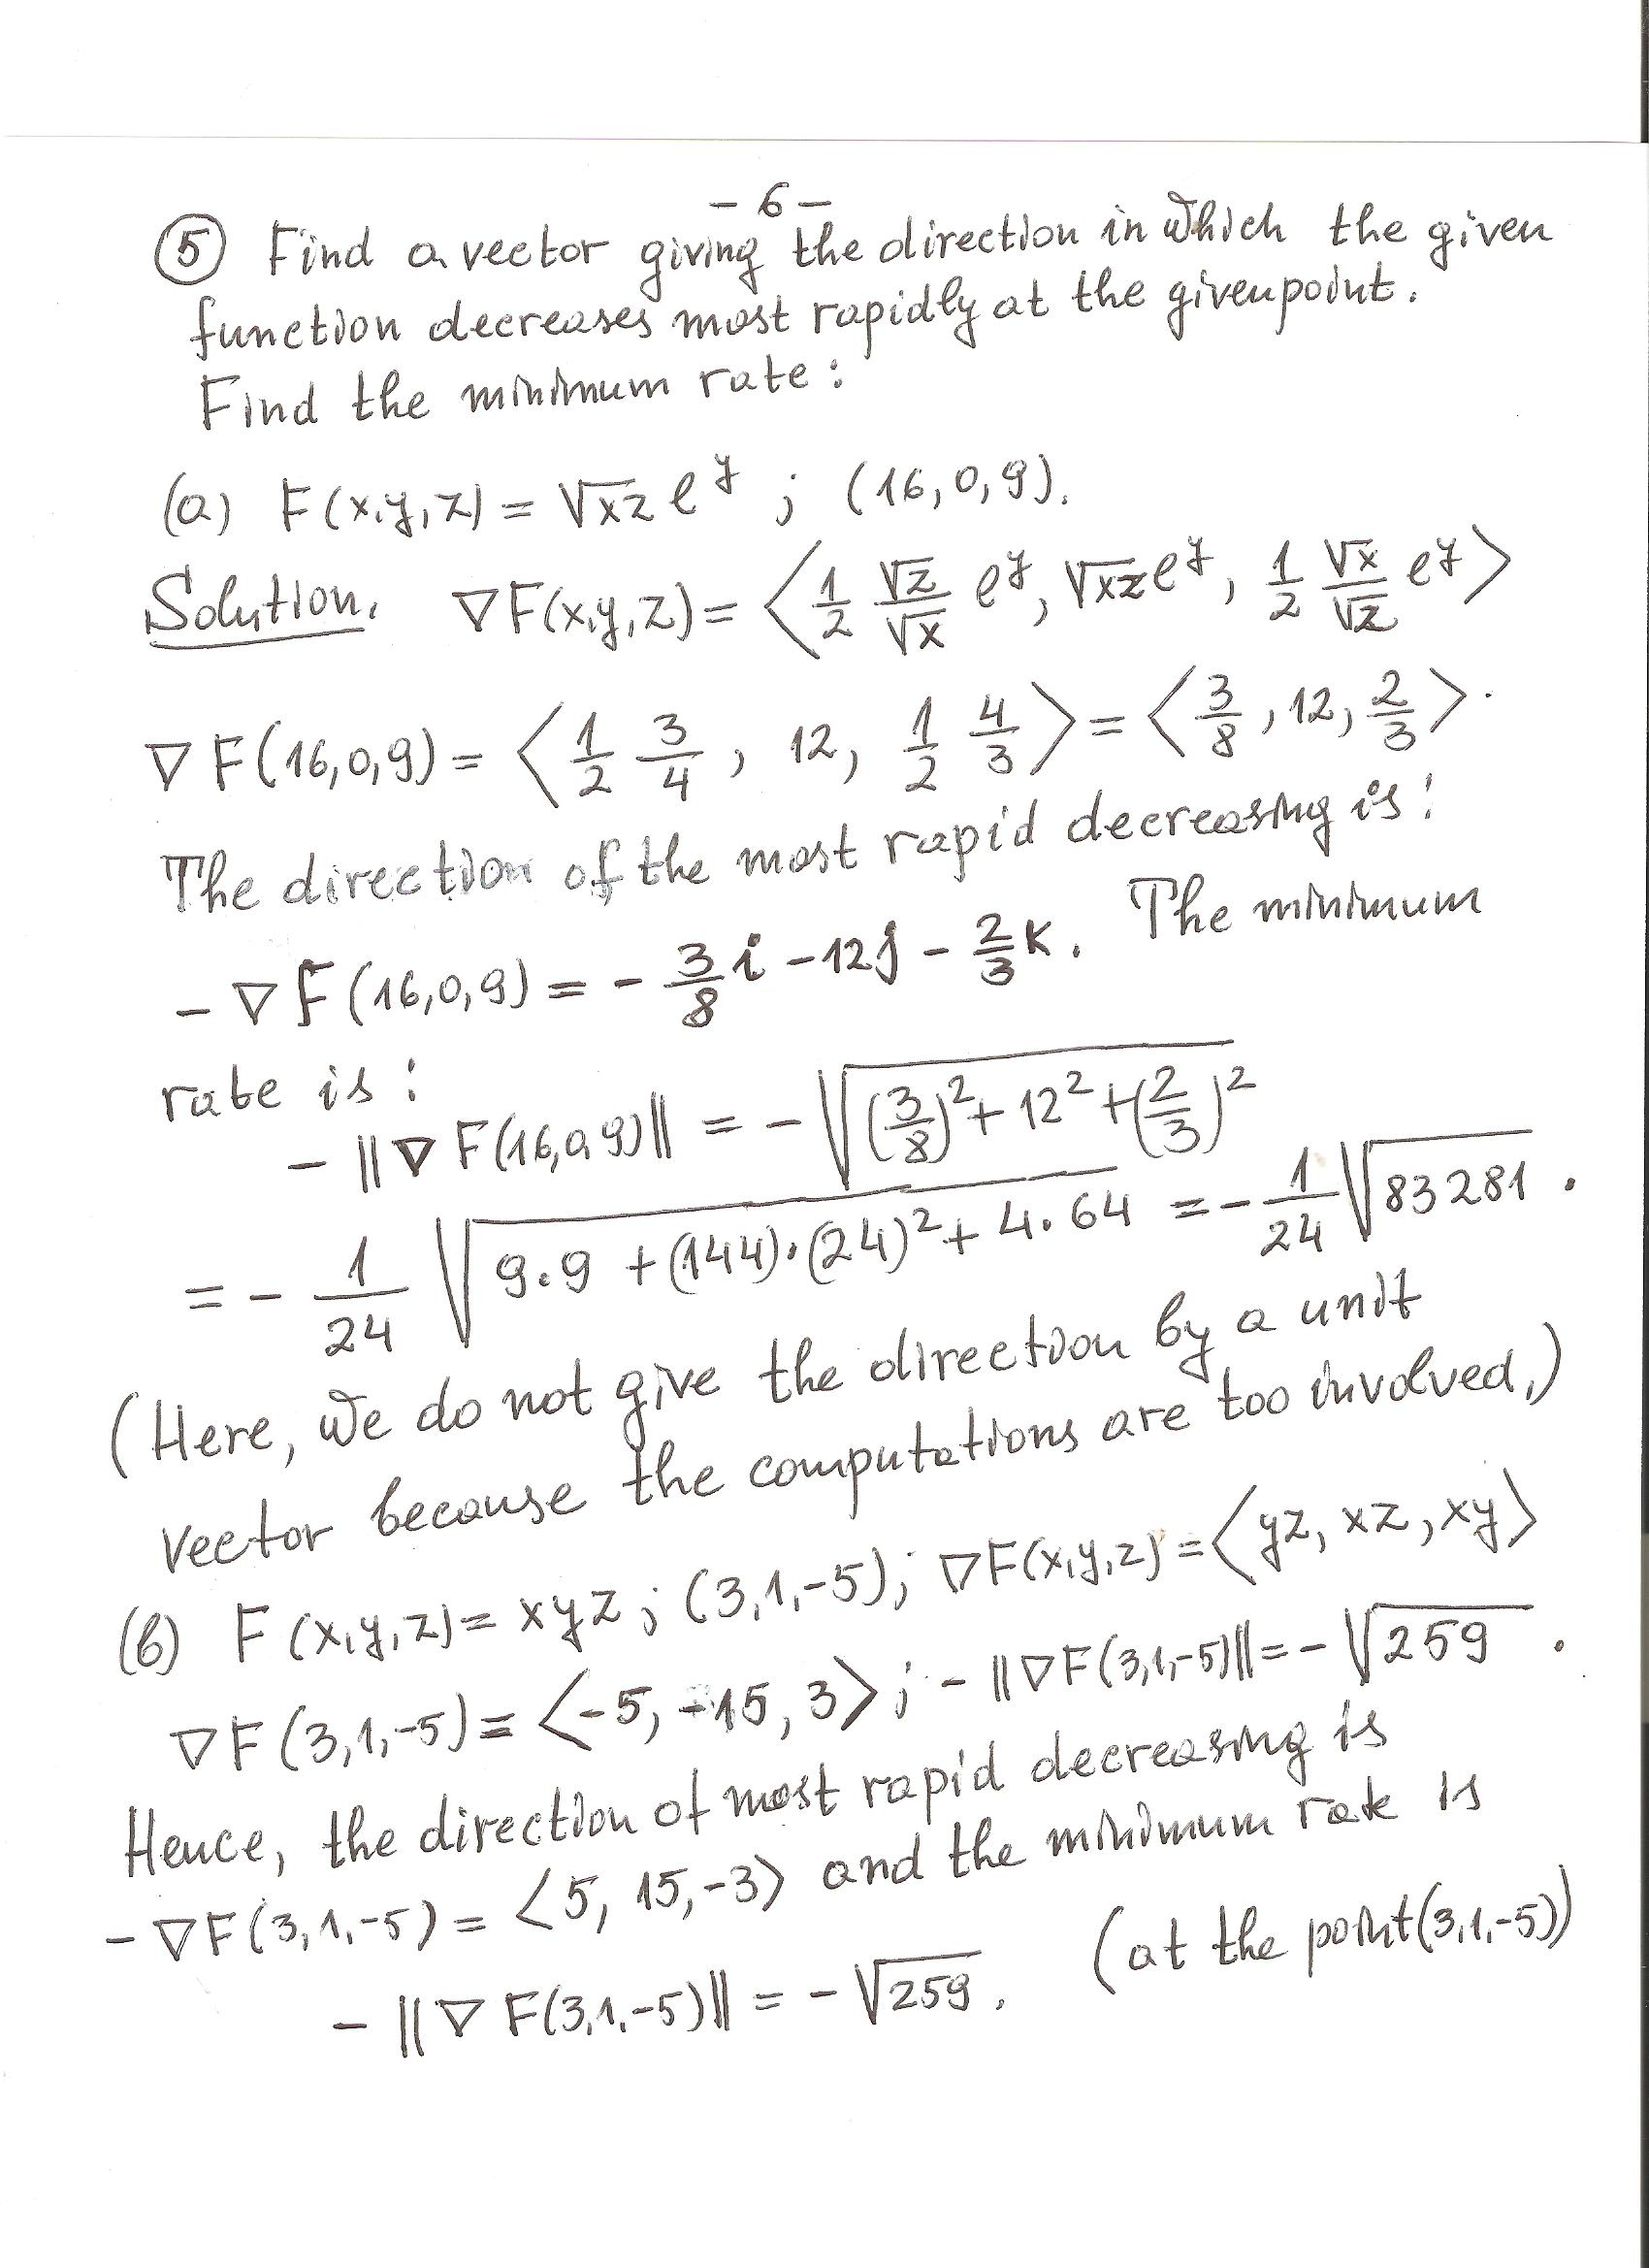 - 6 -
⑤ Find a vector giving the direction in which the given
function decreases most rapidly at the given point.
Find the minimum rate:
(a) F(x,y,z) = √xz e^y ; (16,0,9).
Solution. ∇F(x,y,z) = ⟨1/2 √z/√x e^y, √xz e^y, 1/2 √x/√z e^y⟩
∇F(16,0,9) = ⟨1/2 3/4, 12, 1/2 4/3⟩ = ⟨3/8, 12, 2/3⟩.
The direction of the most rapid decreasing is:
- ∇F(16,0,9) = - 3/8 i - 12j - 2/3 k. The minimum
rate is:
- ||∇F(16,0,9)|| = - √((3/8)² + 12² + (2/3)²)
= - 1/24 √(9·9 + (144)·(24)² + 4·64) = - 1/24 √83281.
(Here, we do not give the direction by a unit
vector because the computations are too involved.)
(b) F(x,y,z) = xyz; (3,1,-5); ∇F(x,y,z) = ⟨yz, xz, xy⟩
∇F(3,1,-5) = ⟨-5, -15, 3⟩; - ||∇F(3,1,-5)|| = - √259.
Hence, the direction of most rapid decreasing is
- ∇F(3,1,-5) = ⟨5, 15, -3⟩ and the minimum rate is
- ||∇F(3,1,-5)|| = - √259. (at the point (3,1,-5))